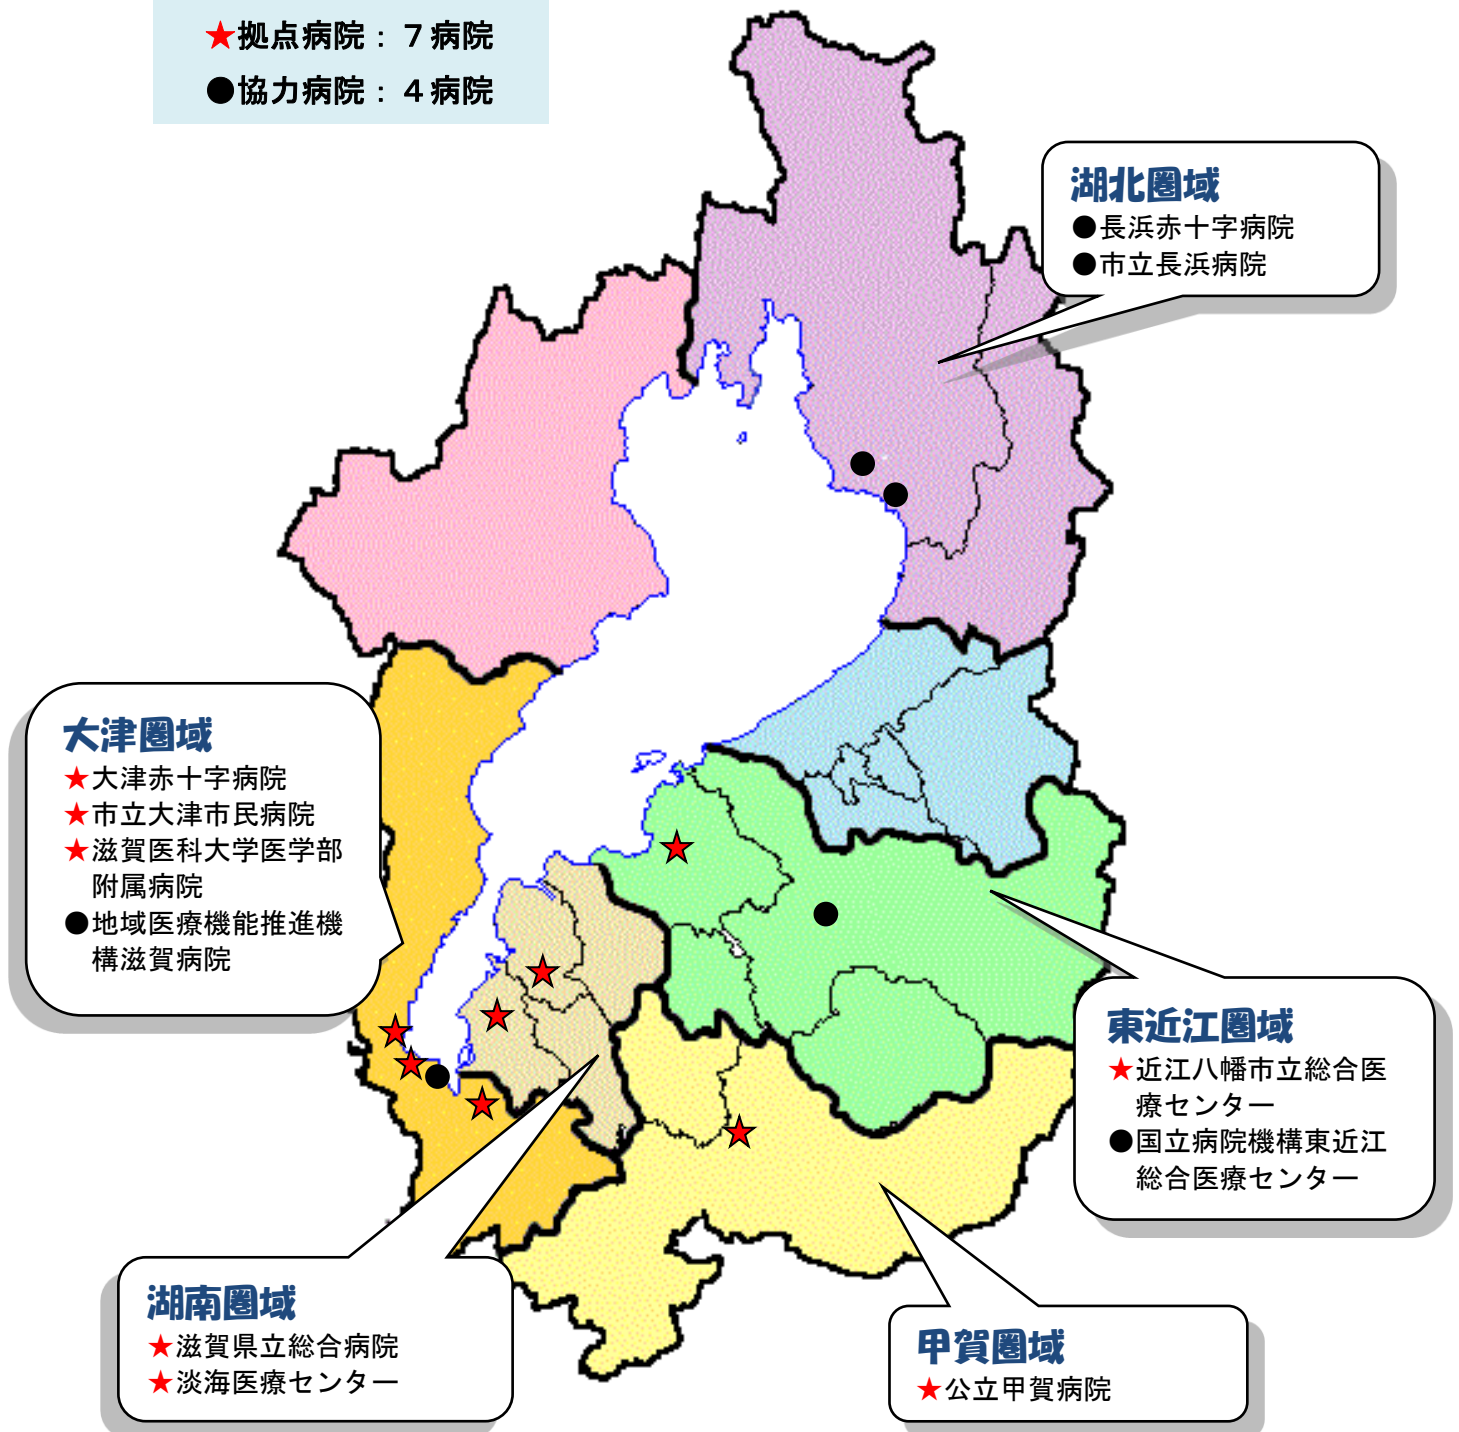 ★拠点病院：７病院
●協力病院：４病院
湖北圏域
●長浜赤十字病院
●市立長浜病院
大津圏域
★大津赤十字病院
★市立大津市民病院
★滋賀医科大学医学部
附属病院
●地域医療機能推進機
構滋賀病院
東近江圏域
★近江八幡市立総合医
療センター
●国立病院機構東近江
総合医療センター
湖南圏域
★滋賀県立総合病院
★淡海医療センター
甲賀圏域
★公立甲賀病院